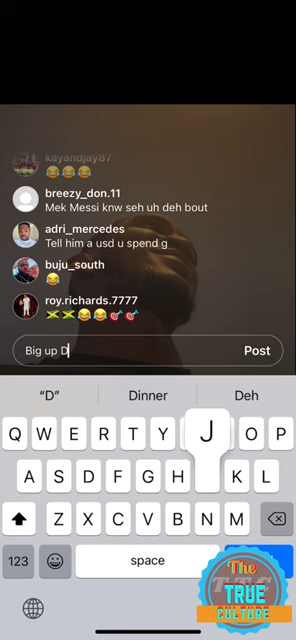 kayandjay87
😂😂😂
breezy_don.11
Mek Messi knw seh uh deh bout
adri_mercedes
Tell him a usd u spend g
buju_south
😂
roy.richards.7777
🇯🇲🇯🇲😂😂🎯🎯
Big up D
Post
“D” Dinner Deh
Q W E R T Y J O P
A S D F G H K L
Z X C V B N M
123 space
The
TRUE
CULTURE